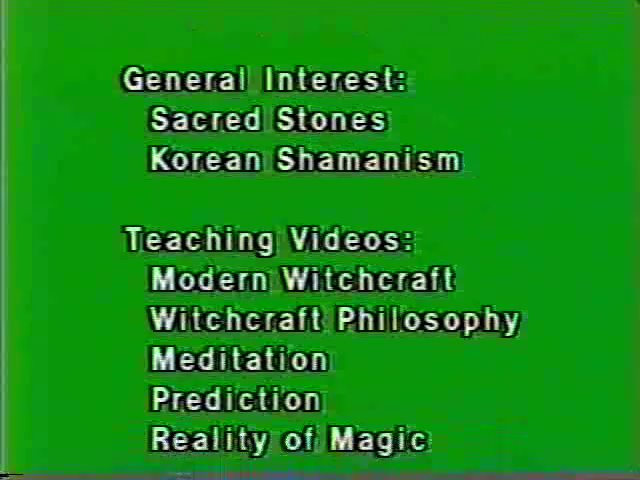 General Interest:
Sacred Stones
Korean Shamanism
Teaching Videos:
Modern Witchcraft
Witchcraft Philosophy
Meditation
Prediction
Reality of Magic